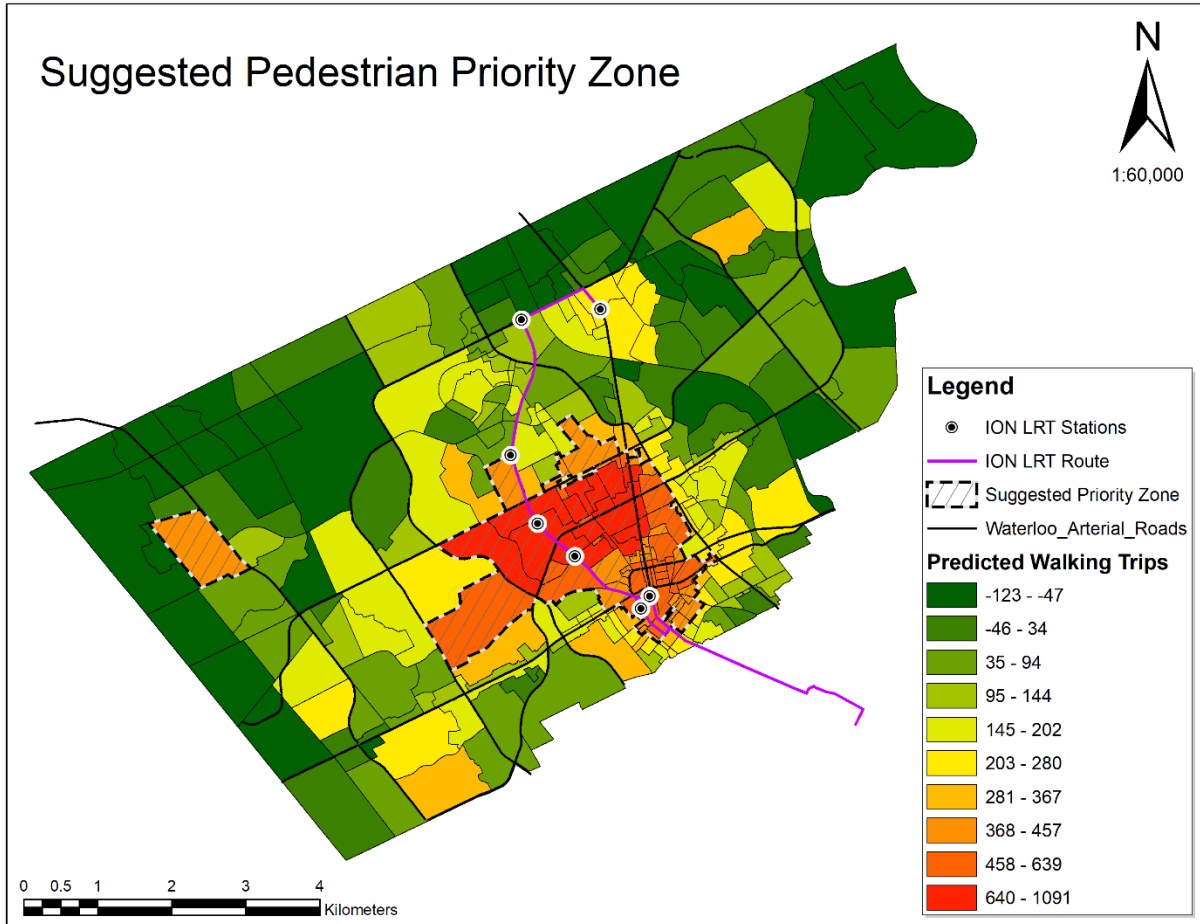 Suggested Pedestrian Priority Zone
N
1:60,000
Legend
ION LRT Stations
ION LRT Route
Suggested Priority Zone
Waterloo_Arterial_Roads
Predicted Walking Trips
-123 - -47
-46 - 34
35 - 94
95 - 144
145 - 202
203 - 280
281 - 367
368 - 457
458 - 639
640 - 1091
0 0.5 1 2 3 4
Kilometers